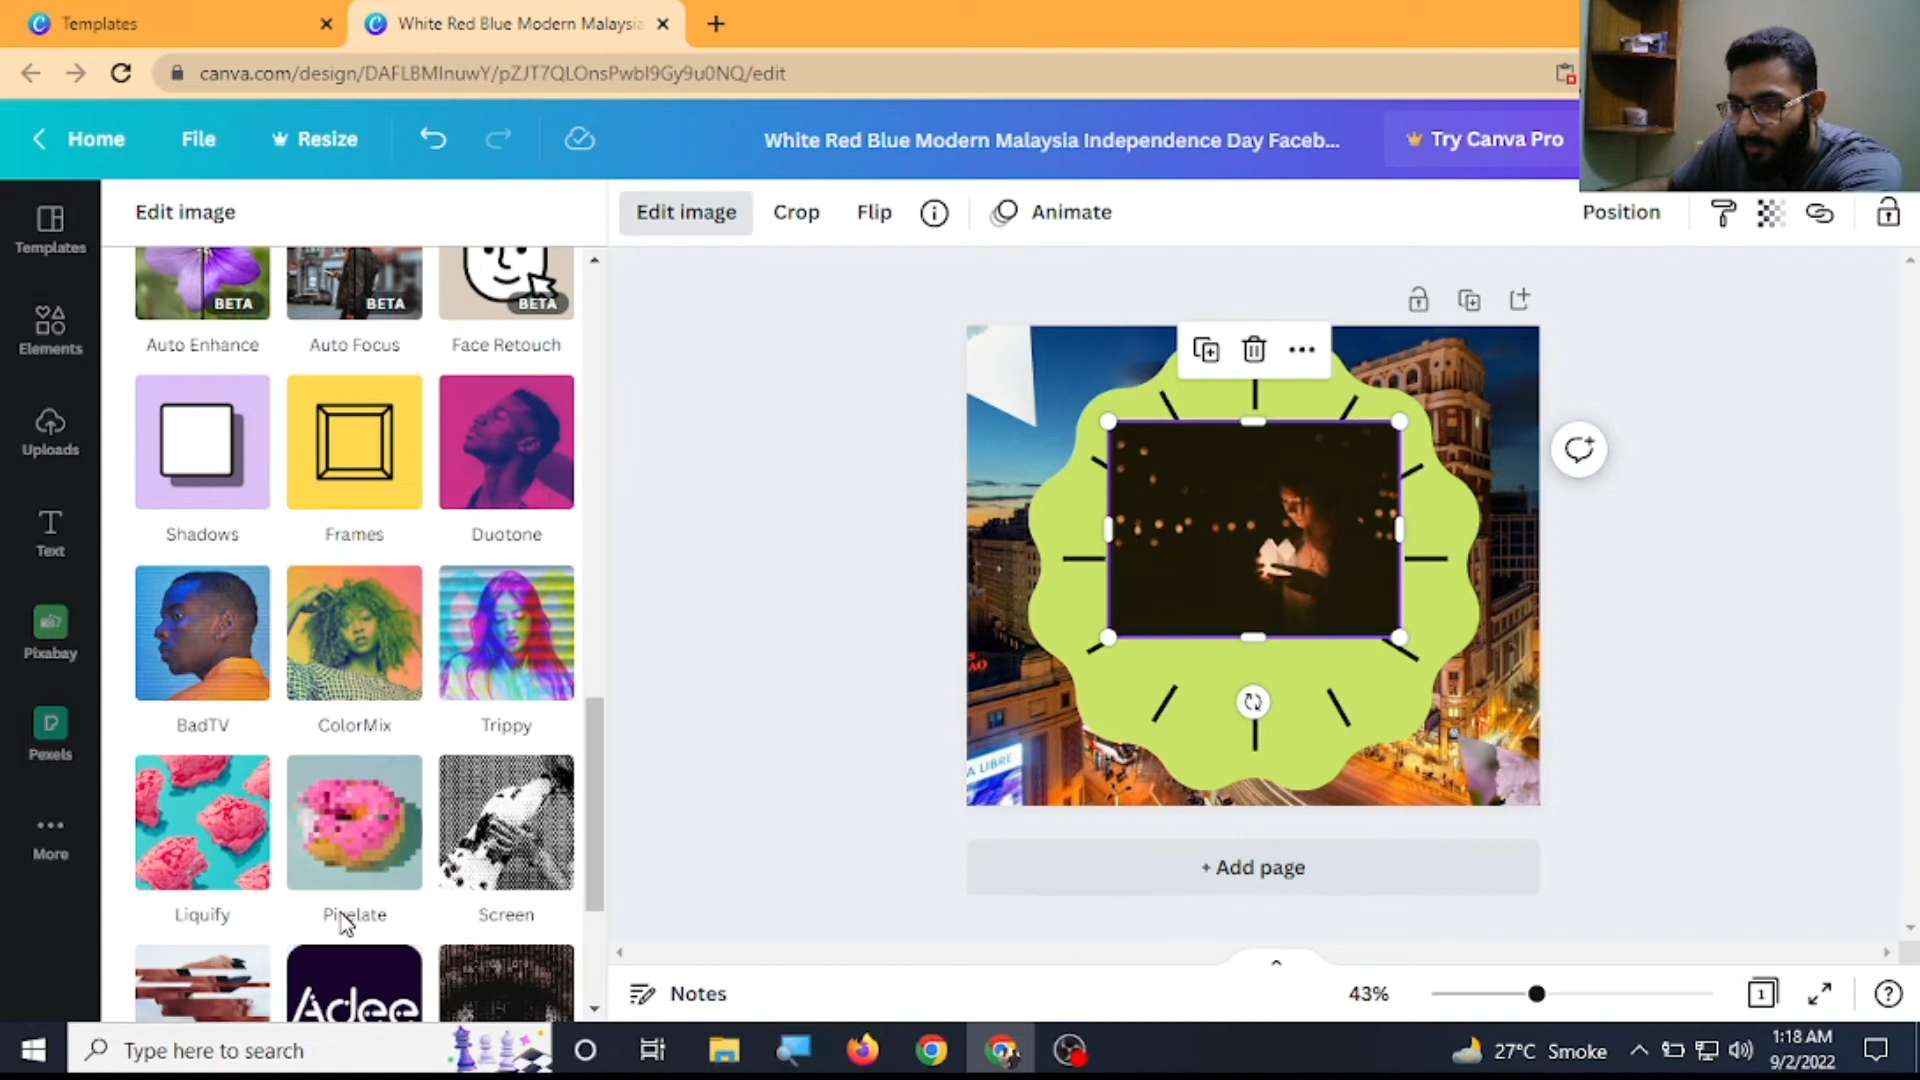 Templates
White Red Blue Modern Malaysia
canva.com/design/DAFLBMInuwY/pZJT7QLOnsPwbI9Gy9u0NQ/edit
Home
File
Resize
White Red Blue Modern Malaysia Independence Day Faceb...
Try Canva Pro
Edit image
Edit image
Crop
Flip
Animate
Position
Templates
Elements
Uploads
Text
Pixabay
Pexels
More
BETA
BETA
BETA
Auto Enhance
Auto Focus
Face Retouch
Shadows
Frames
Duotone
BadTV
ColorMix
Trippy
Liquify
Pixelate
Screen
Adee
A LIBRE
+ Add page
Notes
43%
1
Type here to search
27°C Smoke
1:18 AM
9/2/2022